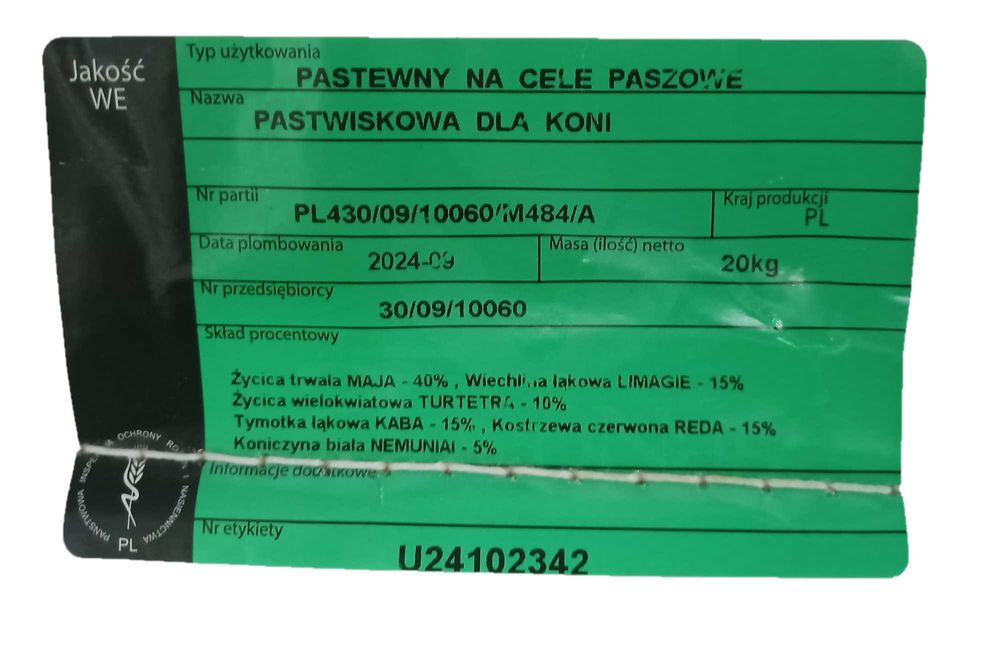 Jakość
WE
Typ użytkowania
PASTEWNY NA CELE PASZOWE
Nazwa
PASTWISKOWA DLA KONI
Nr partii
PL430/09/10060/M484/A
Kraj produkcji
PL
Data plombowania
2024-09
Masa (ilość) netto
20kg
Nr przedsiębiorcy
30/09/10060
Skład procentowy
Życica trwała MAJA - 40% , Wiechlina łąkowa LIMAGIE - 15%
Życica wielokwiatowa TURTETRA - 10%
Tymotka łąkowa KABA - 15% , Kostrzewa czerwona REDA - 15%
Koniczyna biała NEMUNIAI - 5%
Informacje dodatkowe
Nr etykiety
U24102342
PAŃSTWOWA OCHRONY I NASIENNICTWA
PL